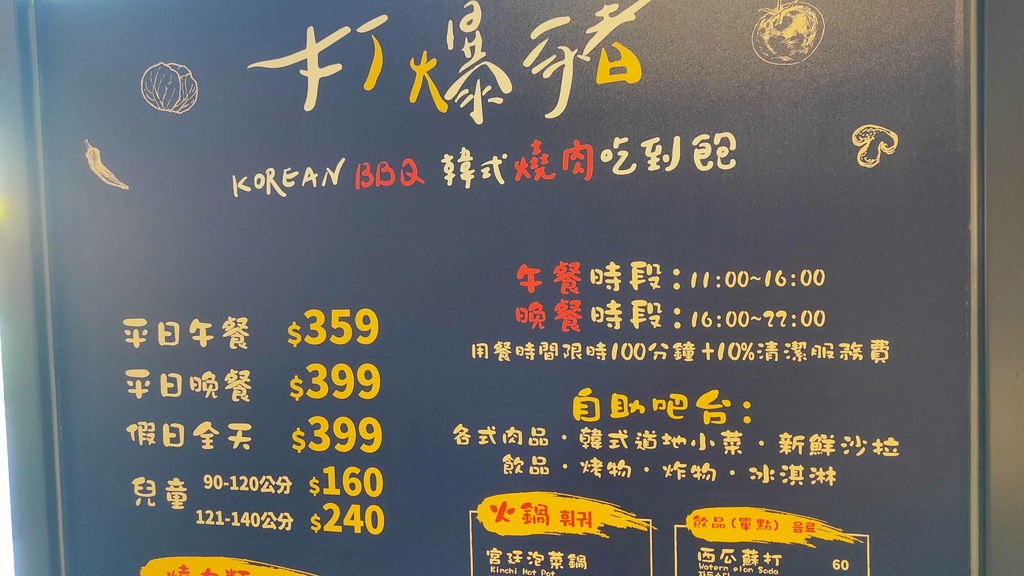 打爆豬
KOREAN BBQ 韓式燒肉吃到飽
午餐時段：11:00~16:00
晚餐時段：16:00~22:00
用餐時間限時100分鐘+10%清潔服務費
平日午餐 $359
平日晚餐 $399
假日全天 $399
兒童 90-120公分 $160
121-140公分 $240
自助吧台：
各式肉品·韓式道地小菜·新鮮沙拉
飲品·烤物·炸物·冰淇淋
火鍋 훠궈
宮廷泡菜鍋
Kinchi Hot Pot
飲品(單點) 음료
西瓜蘇打 60